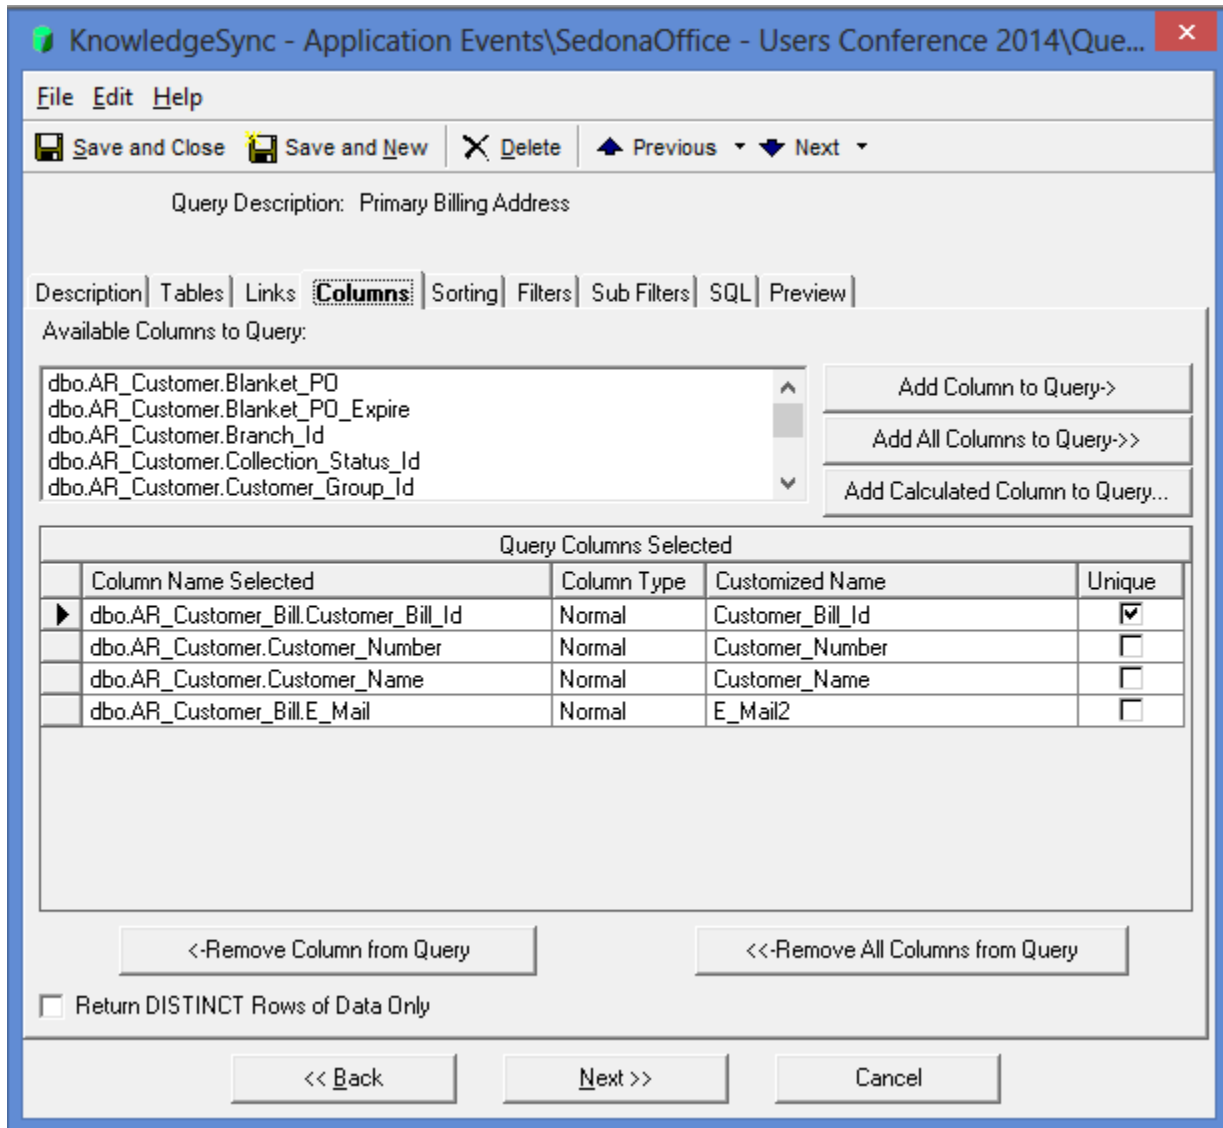 KnowledgeSync - Application Events\SedonaOffice - Users Conference 2014\Que...
File Edit Help
Save and Close Save and New Delete Previous Next
Query Description: Primary Billing Address
Description Tables Links Columns Sorting Filters Sub Filters SQL Preview
Available Columns to Query:
dbo.AR_Customer.Blanket_PO
dbo.AR_Customer.Blanket_PO_Expire
dbo.AR_Customer.Branch_Id
dbo.AR_Customer.Collection_Status_Id
dbo.AR_Customer.Customer_Group_Id
Add Column to Query->
Add All Columns to Query->>
Add Calculated Column to Query...
Query Columns Selected
Column Name Selected Column Type Customized Name Unique
dbo.AR_Customer_Bill.Customer_Bill_Id Normal Customer_Bill_Id
dbo.AR_Customer.Customer_Number Normal Customer_Number
dbo.AR_Customer.Customer_Name Normal Customer_Name
dbo.AR_Customer_Bill.E_Mail Normal E_Mail2
<-Remove Column from Query <<-Remove All Columns from Query
Return DISTINCT Rows of Data Only
<< Back Next >> Cancel